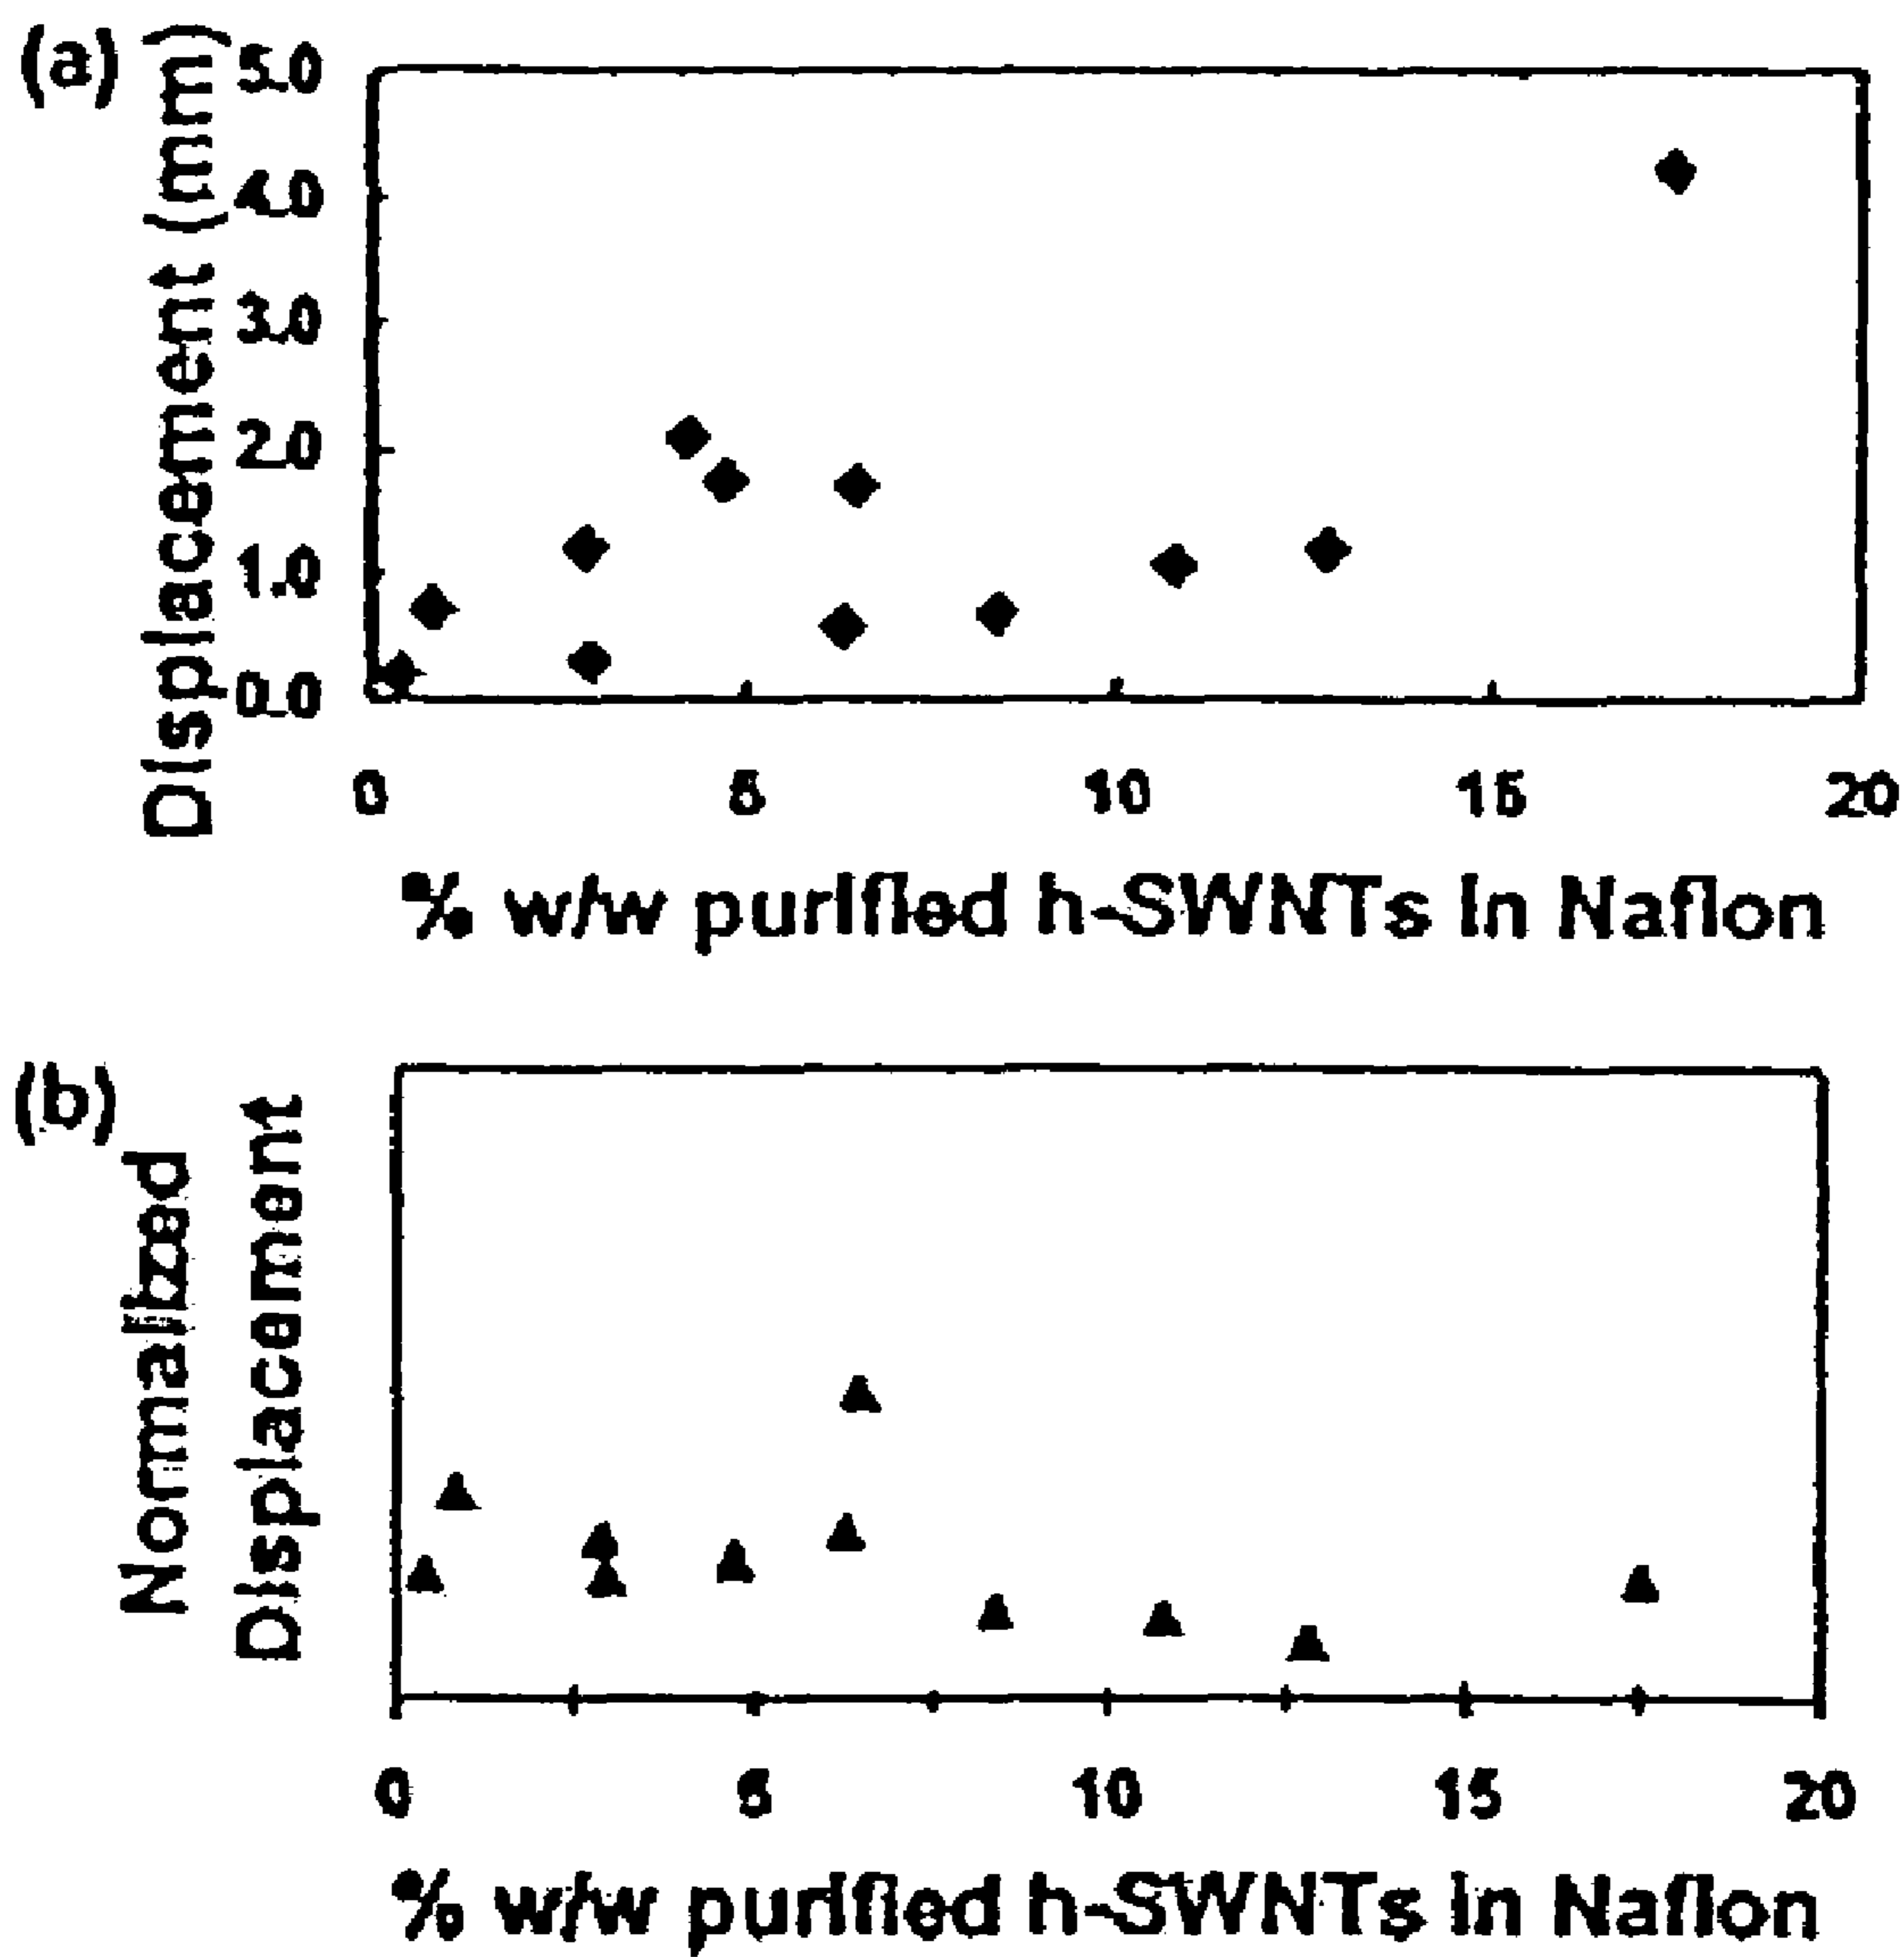 (a)
Displacement (mm)
5.0
4.0
3.0
2.0
1.0
0.0
0 5 10 15 20
% w/w purified h-SWNTs in Nafion
(b)
Normalized
Displacement
0 5 10 15 20
% w/w purified h-SWNTs in Nafion